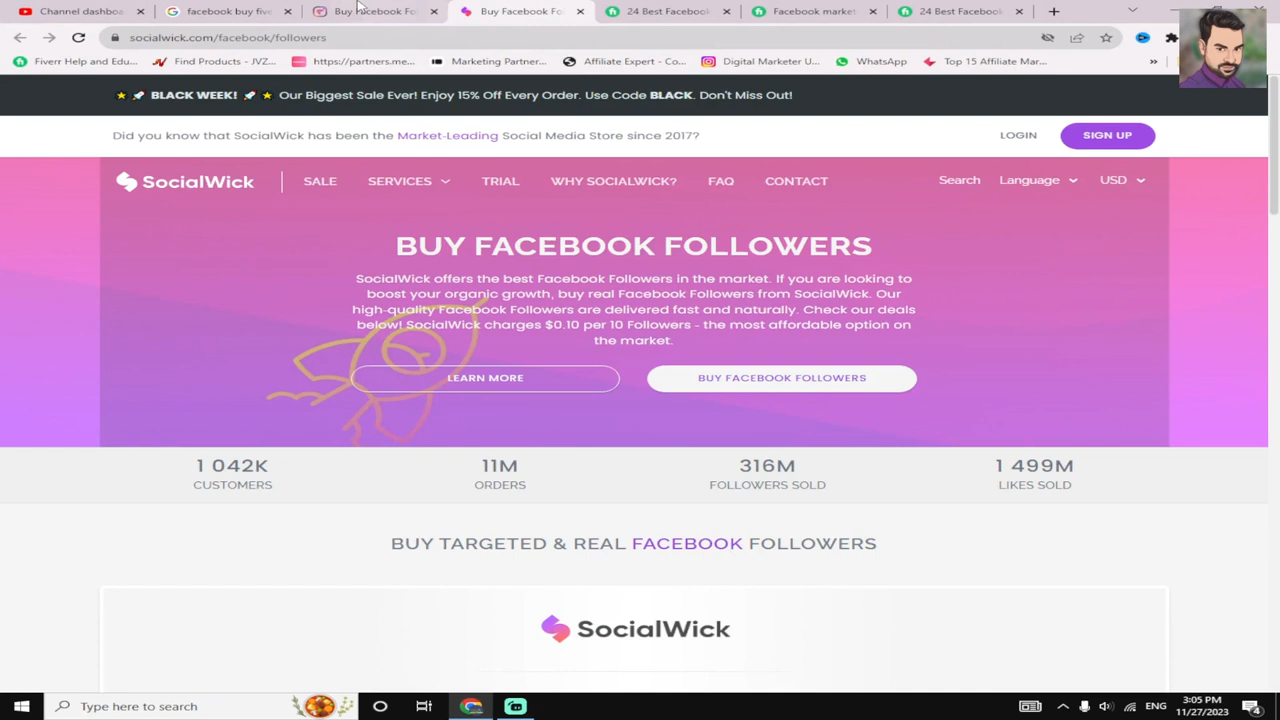 Channel dashboa
facebook buy five
Buy Facebook Fo
Buy Facebook Fo
24 Best Facebook
Facebook market
24 Best Facebook
socialwick.com/facebook/followers
Fiverr Help and Edu...
Find Products - JVZ...
https://partners.me...
Marketing Partner...
Affiliate Expert - Co...
Digital Marketer U...
WhatsApp
Top 15 Affiliate Mar...
BLACK WEEK! Our Biggest Sale Ever! Enjoy 15% Off Every Order. Use Code BLACK. Don't Miss Out!
Did you know that SocialWick has been the Market-Leading Social Media Store since 2017?
LOGIN
SIGN UP
SocialWick
SALE
SERVICES
TRIAL
WHY SOCIALWICK?
FAQ
CONTACT
Search
Language
USD
BUY FACEBOOK FOLLOWERS
SocialWick offers the best Facebook Followers in the market. If you are looking to
boost your organic growth, buy real Facebook Followers from SocialWick. Our
high-quality Facebook Followers are delivered fast and naturally. Check our deals
below! SocialWick charges $0.10 per 10 Followers - the most affordable option on
the market.
LEARN MORE
BUY FACEBOOK FOLLOWERS
1 042K
11M
316M
1 499M
CUSTOMERS
ORDERS
FOLLOWERS SOLD
LIKES SOLD
BUY TARGETED & REAL FACEBOOK FOLLOWERS
SocialWick
Type here to search
ENG
3:05 PM
11/27/2023
4